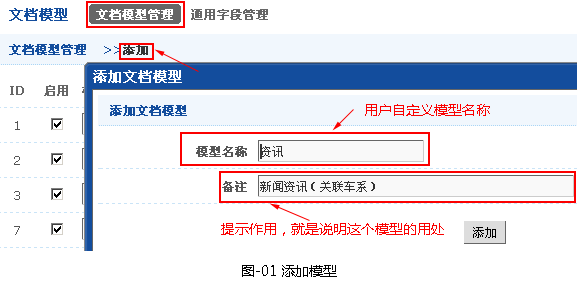 文档模型 文档模型管理 通用字段管理
文档模型管理 >>添加
添加文档模型
ID 启用
添加文档模型
用户自定义模型名称
1
模型名称 资讯
2
备注 新闻资讯（关联车系）
3
提示作用，就是说明这个模型的用处 添加
7
图-01 添加模型